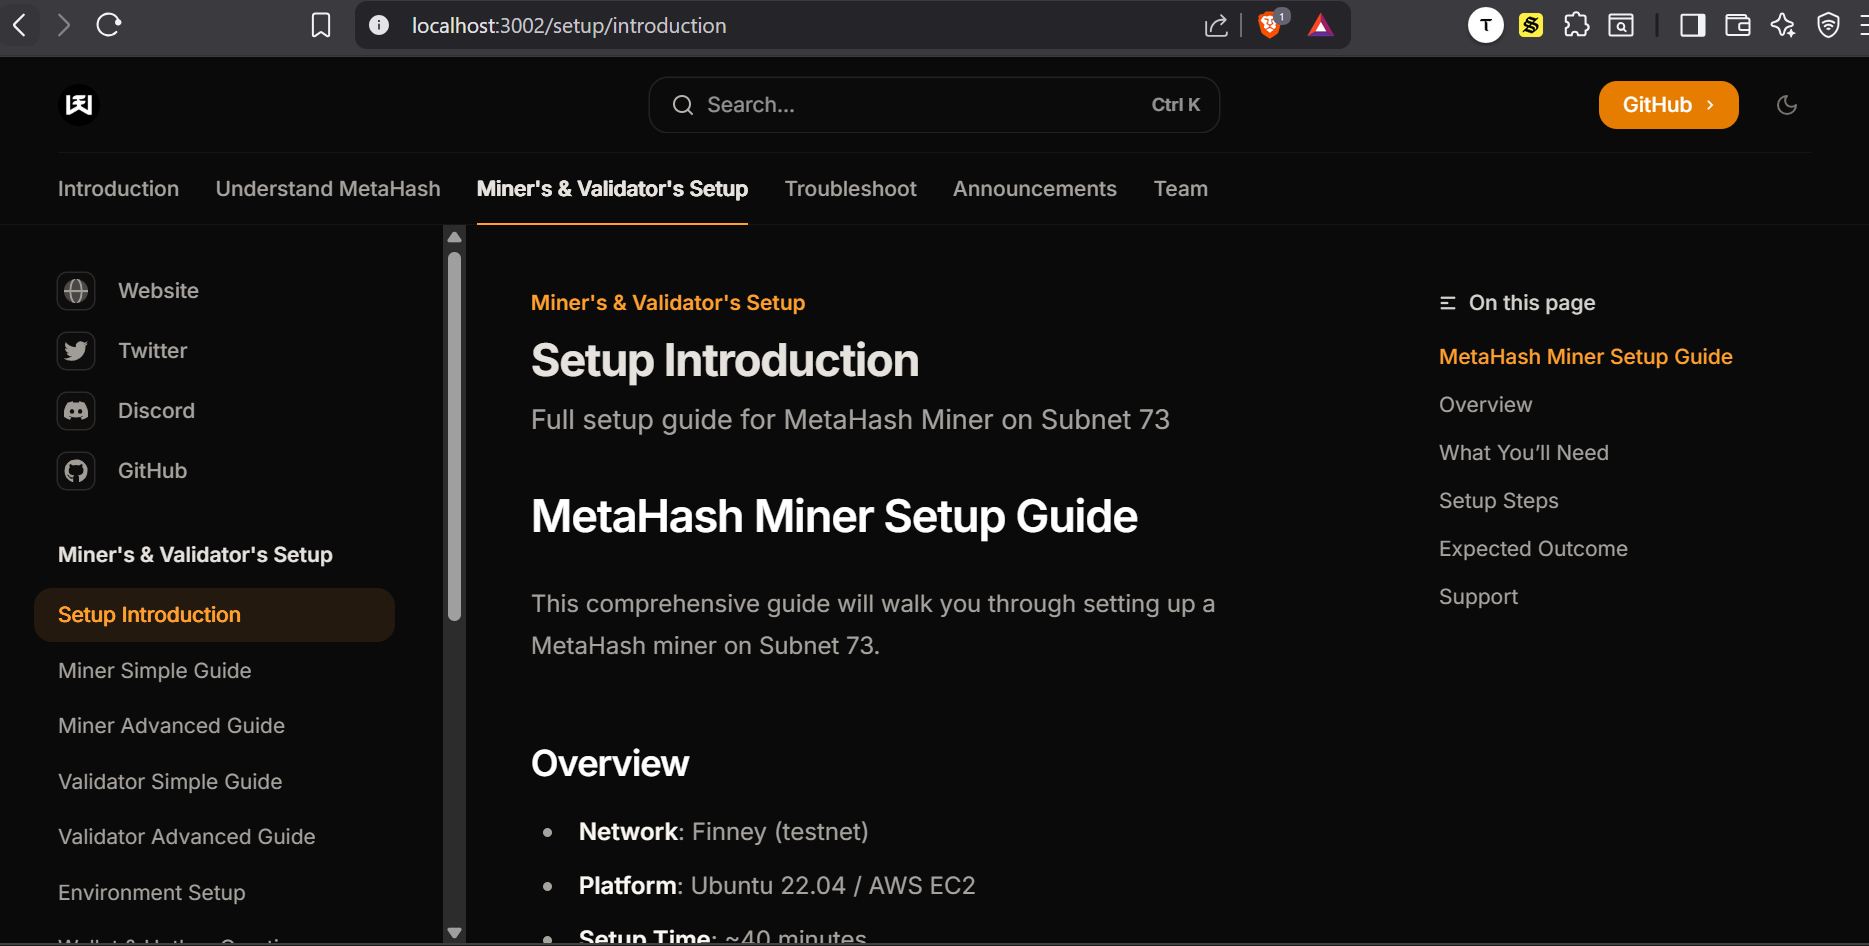 localhost:3002/setup/introduction
1
T
Search...
Ctrl K
GitHub
Introduction
Understand MetaHash
Miner's & Validator's Setup
Troubleshoot
Announcements
Team
Website
Twitter
Discord
GitHub
Miner's & Validator's Setup
Setup Introduction
Miner Simple Guide
Miner Advanced Guide
Validator Simple Guide
Validator Advanced Guide
Environment Setup
Miner's & Validator's Setup
Setup Introduction
Full setup guide for MetaHash Miner on Subnet 73
MetaHash Miner Setup Guide
This comprehensive guide will walk you through setting up a
MetaHash miner on Subnet 73.
Overview
Network: Finney (testnet)
Platform: Ubuntu 22.04 / AWS EC2
Setup Time: ~40 minutes
On this page
MetaHash Miner Setup Guide
Overview
What You’ll Need
Setup Steps
Expected Outcome
Support